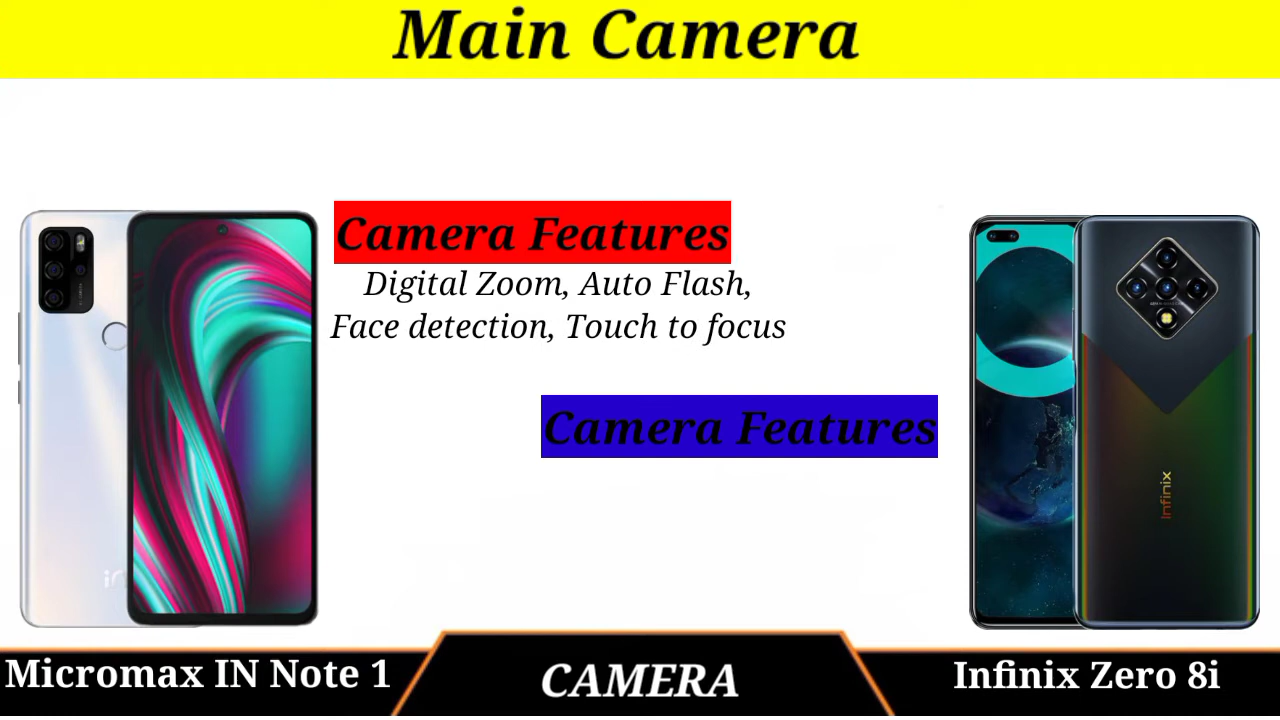 Main Camera
Camera Features
Digital Zoom, Auto Flash,
Face detection, Touch to focus
Camera Features
Infinix
Micromax IN Note 1
CAMERA
Infinix Zero 8i